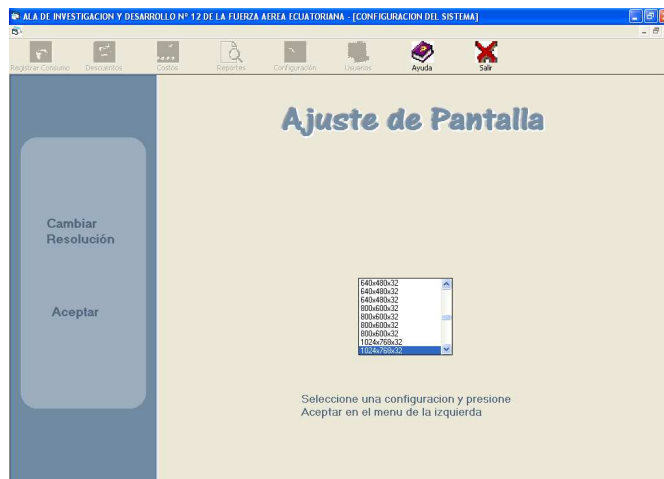 ALA DE INVESTIGACION Y DESARROLLO Nº 12 DE LA FUERZA AEREA ECUATORIANA - [CONFIGURACION DEL SISTEMA]
Registrar Consumo Descuentos Costos Reportes Configuración Usuarios Ayuda Salir
Ajuste de Pantalla
Cambiar
Resolución
Aceptar
640x480x32
640x480x32
640x480x32
800x600x32
800x600x32
800x600x32
800x600x32
1024x768x32
1024x768x32
Seleccione una configuracion y presione
Aceptar en el menu de la izquierda